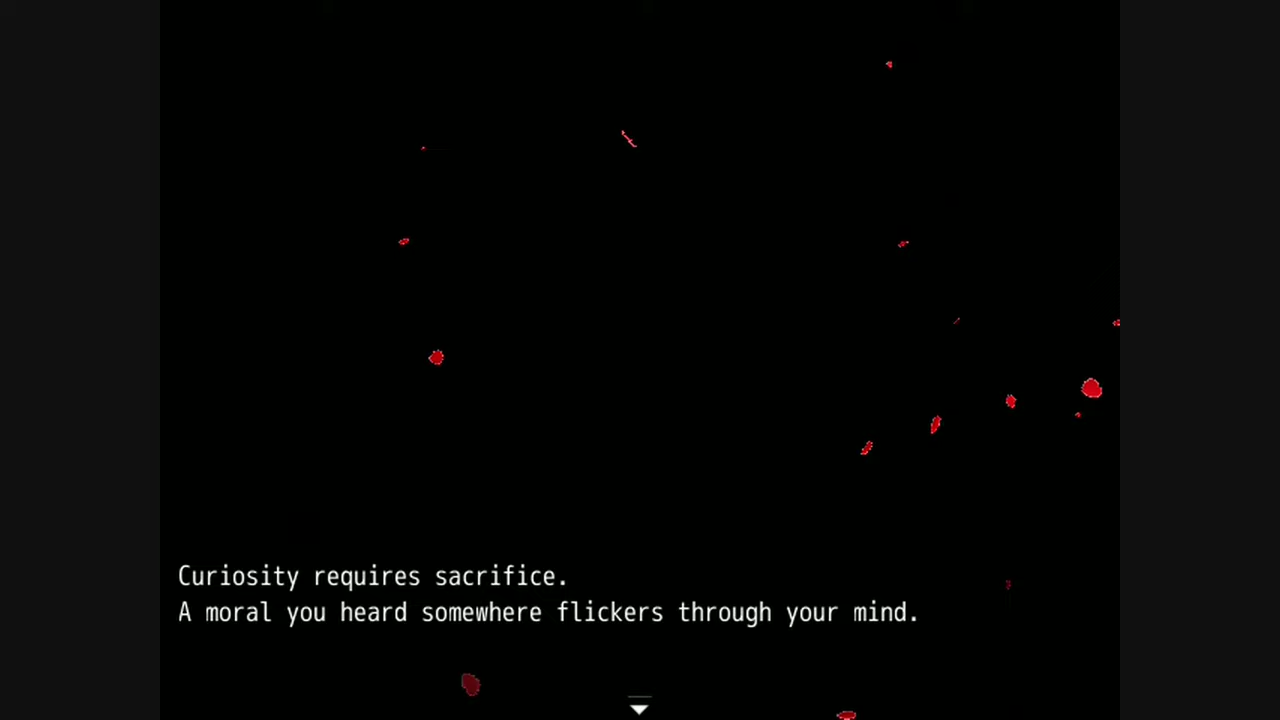 Curiosity requires sacrifice.
A moral you heard somewhere flickers through your mind.